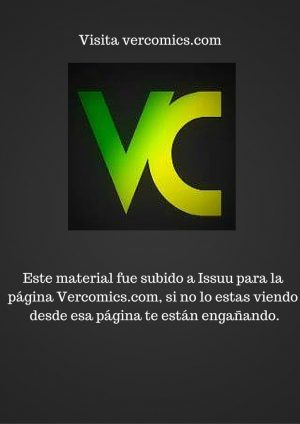 Visita vercomics.com
VC
Este material fue subido a Issuu para la
página Vercomics.com, si no lo estas viendo
desde esa página te están engañando.